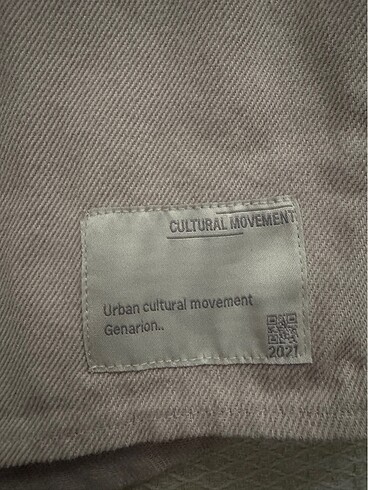 CULTURAL MOVEMENT
Urban cultural movement
Genarion..
2021